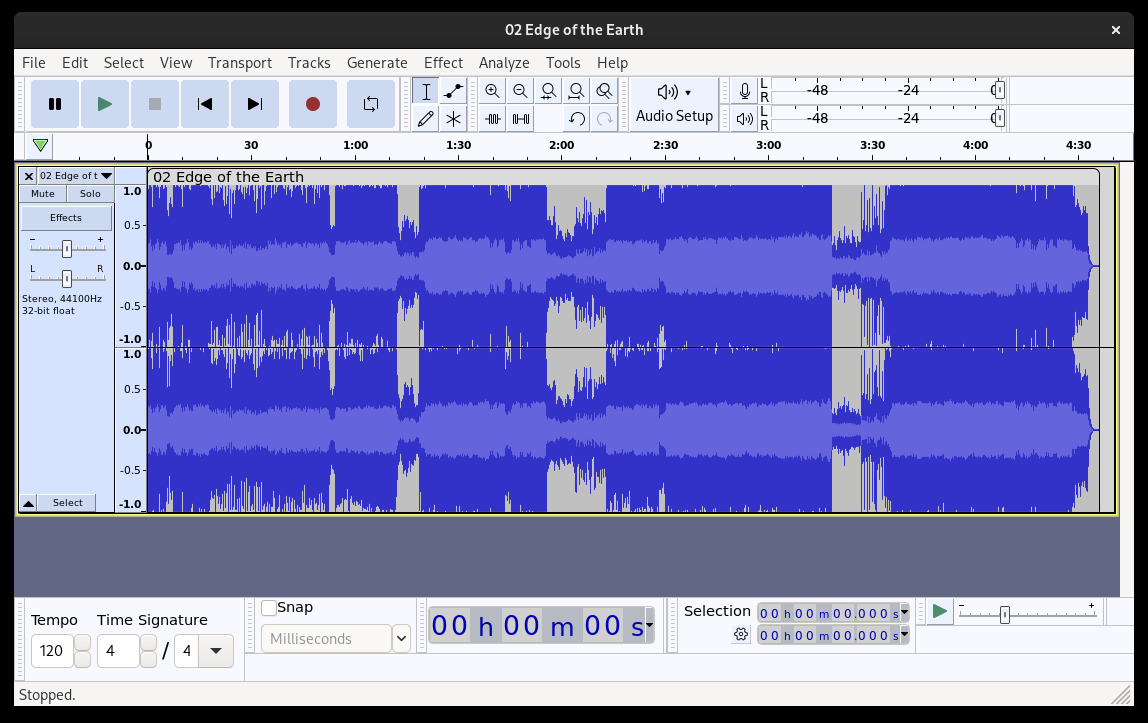 02 Edge of the Earth
File Edit Select View Transport Tracks Generate Effect Analyze Tools Help
L
R
-48 -24 0
Audio Setup
L
R
-48 -24 0
0 30 1:00 1:30 2:00 2:30 3:00 3:30 4:00 4:30
02 Edge of t
02 Edge of the Earth
Mute Solo
Effects
- +
L R
Stereo, 44100Hz
32-bit float
Select
1.0
0.5
0.0
-0.5
-1.0
1.0
0.5
0.0
-0.5
-1.0
Tempo
120
Time Signature
4 / 4
Snap
Milliseconds
00 h 00 m 00 s
Selection
00 h 00 m 00.000 s
00 h 00 m 00.000 s
- +
Stopped.